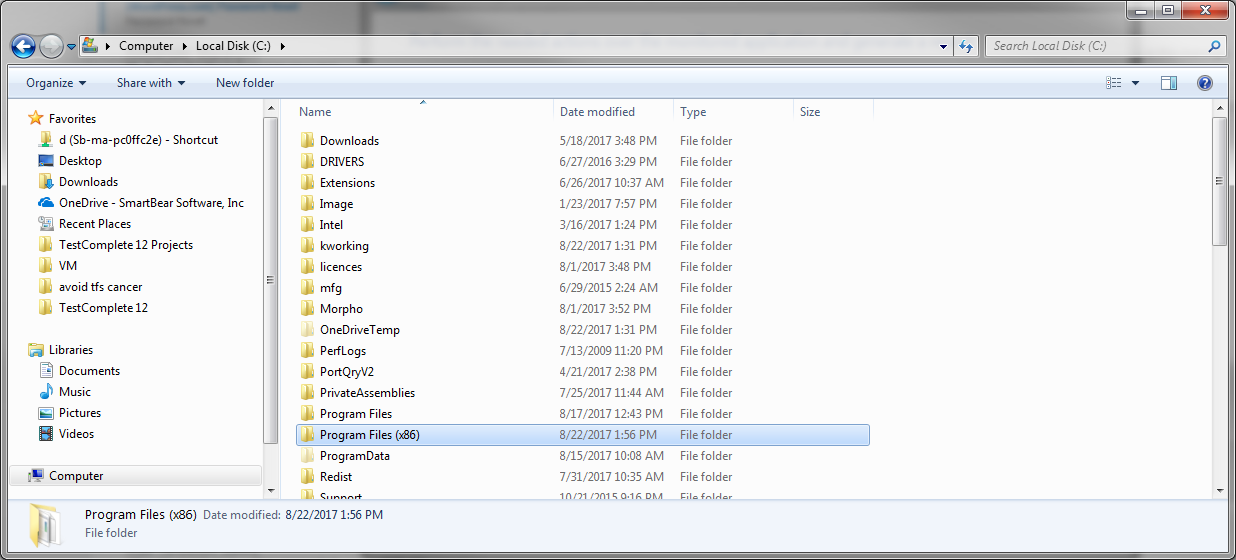 Computer Local Disk (C:) Search Local Disk (C:)
Organize Share with New folder
Favorites
d (Sb-ma-pc0ffc2e) - Shortcut
Desktop
Downloads
OneDrive - SmartBear Software, Inc
Recent Places
TestComplete 12 Projects
VM
avoid tfs cancer
TestComplete 12
Libraries
Documents
Music
Pictures
Videos
Computer
Name Date modified Type Size
Downloads 5/18/2017 3:48 PM File folder
DRIVERS 6/27/2016 3:29 PM File folder
Extensions 6/26/2017 10:37 AM File folder
Image 1/23/2017 7:57 PM File folder
Intel 3/16/2017 1:24 PM File folder
kworking 8/22/2017 1:31 PM File folder
licences 8/1/2017 3:48 PM File folder
mfg 6/29/2015 2:24 AM File folder
Morpho 8/1/2017 3:52 PM File folder
OneDriveTemp 8/22/2017 1:31 PM File folder
PerfLogs 7/13/2009 11:20 PM File folder
PortQryV2 4/21/2017 2:38 PM File folder
PrivateAssemblies 7/25/2017 11:44 AM File folder
Program Files 8/17/2017 12:43 PM File folder
Program Files (x86) 8/22/2017 1:56 PM File folder
ProgramData 8/15/2017 10:08 AM File folder
Redist 7/31/2017 10:35 AM File folder
Support 10/21/2015 9:16 PM File folder
Program Files (x86) Date modified: 8/22/2017 1:56 PM
File folder